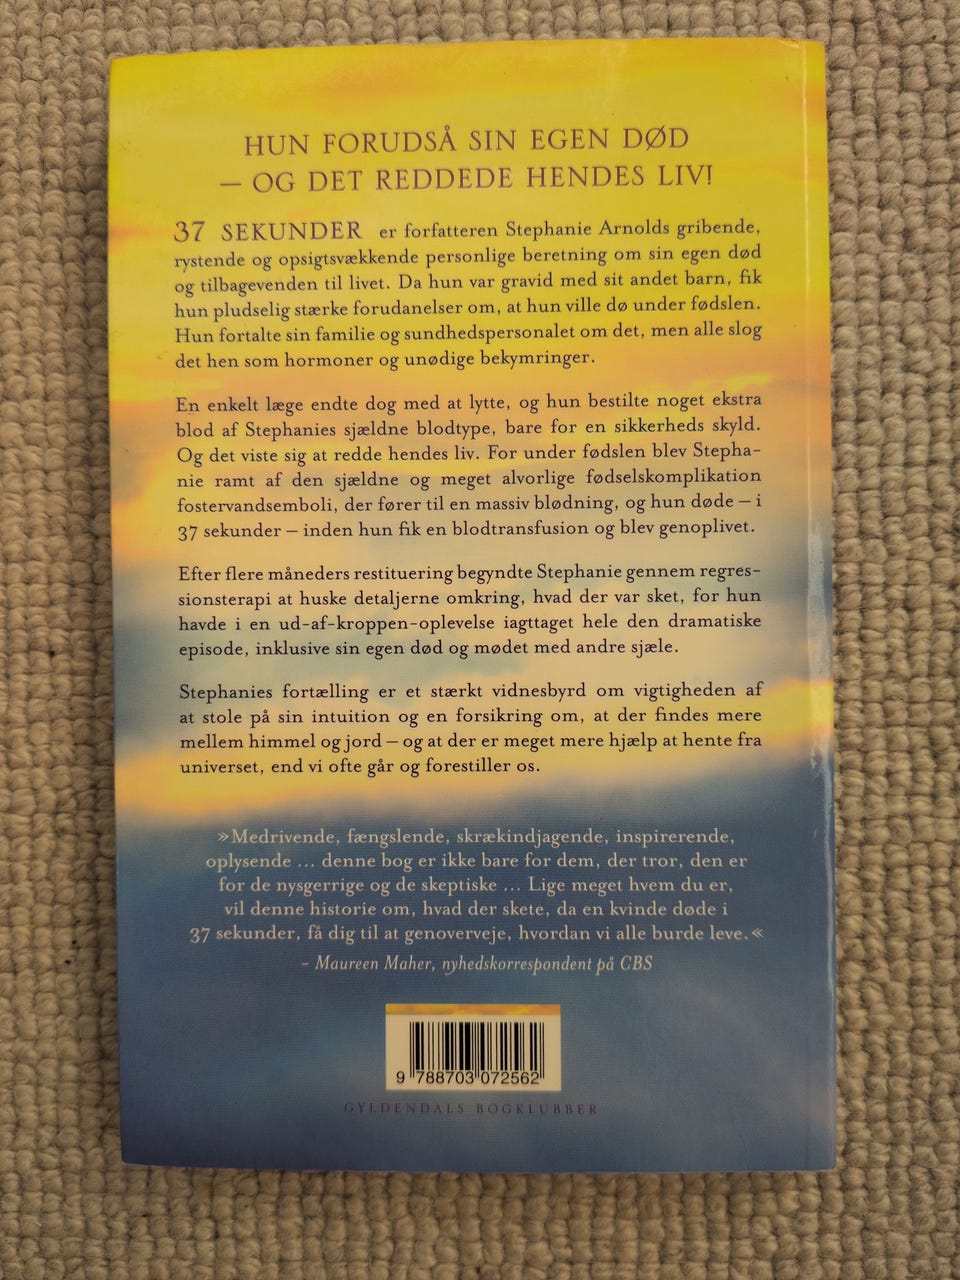 HUN FORUDSÅ SIN EGEN DØD
– OG DET REDDEDE HENDES LIV!
37 SEKUNDER er forfatteren Stephanie Arnolds gribende,
rystende og opsigtsvækkende personlige beretning om sin egen død
og tilbagevenden til livet. Da hun var gravid med sit andet barn, fik
hun pludselig stærke forudanelser om, at hun ville dø under fødslen.
Hun fortalte sin familie og sundhedspersonalet om det, men alle slog
det hen som hormoner og unødige bekymringer.
En enkelt læge endte dog med at lytte, og hun bestilte noget ekstra
blod af Stephanies sjældne blodtype, bare for en sikkerheds skyld.
Og det viste sig at redde hendes liv. For under fødslen blev Stepha-
nie ramt af den sjældne og meget alvorlige fødselskomplikation
fostervandsemboli, der fører til en massiv blødning, og hun døde – i
37 sekunder – inden hun fik en blodtransfusion og blev genoplivet.
Efter flere måneders restituering begyndte Stephanie gennem regres-
sionsterapi at huske detaljerne omkring, hvad der var sket, for hun
havde i en ud-af-kroppen-oplevelse iagttaget hele den dramatiske
episode, inklusive sin egen død og mødet med andre sjæle.
Stephanies fortælling er et stærkt vidnesbyrd om vigtigheden af
at stole på sin intuition og en forsikring om, at der findes mere
mellem himmel og jord – og at der er meget mere hjælp at hente fra
universet, end vi ofte går og forestiller os.
»Medrivende, fængslende, skrækindjagende, inspirerende,
oplysende ... denne bog er ikke bare for dem, der tror, den er
for de nysgerrige og de skeptiske ... Lige meget hvem du er,
vil denne historie om, hvad der skete, da en kvinde døde i
37 sekunder, få dig til at genoverveje, hvordan vi alle burde leve.«
– Maureen Maher, nyhedskorrespondent på CBS
9 788703 072562
GYLDENDALS BOGKLUBBER